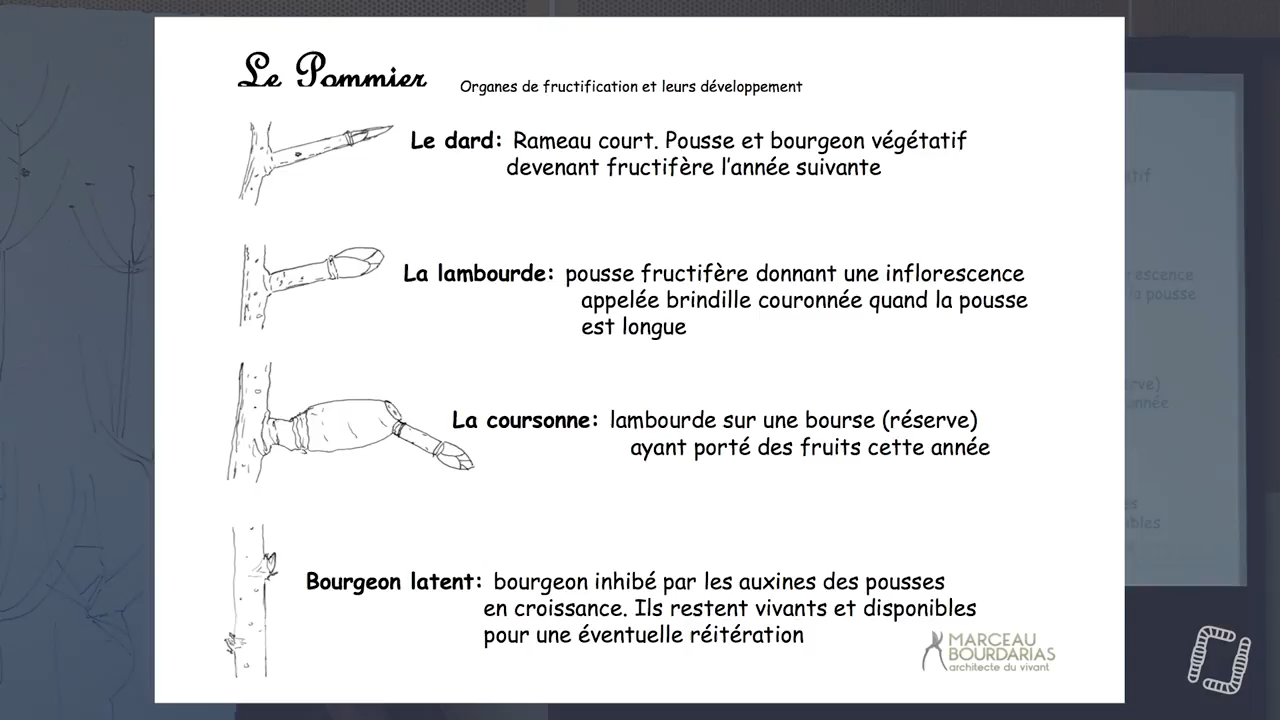 Le Pommier
Organes de fructification et leurs développement
Le dard: Rameau court. Pousse et bourgeon végétatif
devenant fructifère l'année suivante
La lambourde: pousse fructifère donnant une inflorescence
appelée brindille couronnée quand la pousse
est longue
La coursonne: lambourde sur une bourse (réserve)
ayant porté des fruits cette année
Bourgeon latent: bourgeon inhibé par les auxines des pousses
en croissance. Ils restent vivants et disponibles
pour une éventuelle réitération
MARCEAU
BOURDARIAS
architecte du vivant